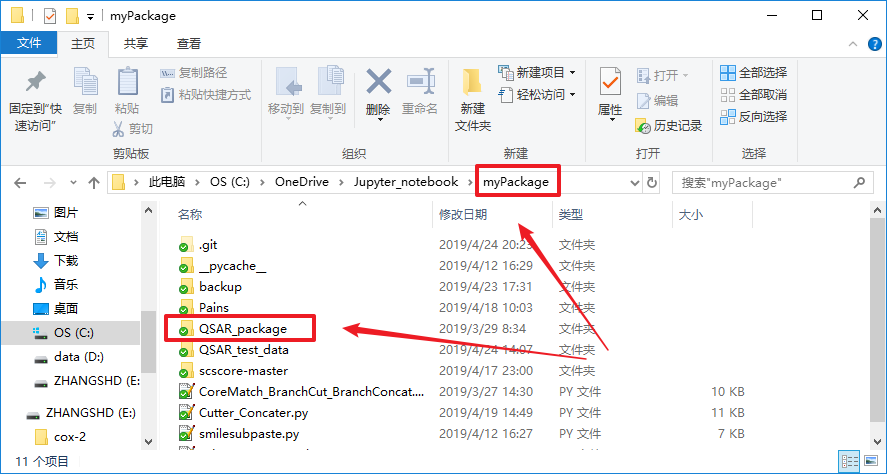 myPackage
文件 主页 共享 查看
固定到"快速访问"
复制
粘贴
复制路径
粘贴快捷方式
剪切
剪贴板
移动到
复制到
删除
重命名
组织
新建
文件夹
新建项目
轻松访问
新建
属性
打开
编辑
历史记录
打开
全部选择
全部取消
反向选择
选择
此电脑 OS (C:) OneDrive Jupyter_notebook myPackage 搜索"myPackage"
图片
文档
下载
音乐
桌面
OS (C:)
data (D:)
ZHANGSHD (E:)
ZHANGSHD (E:)
cox-2
名称 修改日期 类型 大小
.git 2019/4/24 20:23 文件夹
__pycache__ 2019/4/12 16:29 文件夹
backup 2019/4/23 17:31 文件夹
Pains 2019/4/18 10:03 文件夹
QSAR_package 2019/3/29 8:34 文件夹
QSAR_test_data 2019/4/24 14:07 文件夹
scscore-master 2019/4/17 23:00 文件夹
CoreMatch_BranchCut_BranchConcat.... 2019/3/27 14:30 PY 文件 10 KB
Cutter_Concater.py 2019/4/19 14:49 PY 文件 11 KB
smilesubpaste.py 2019/4/12 16:27 PY 文件 7 KB
11 个项目